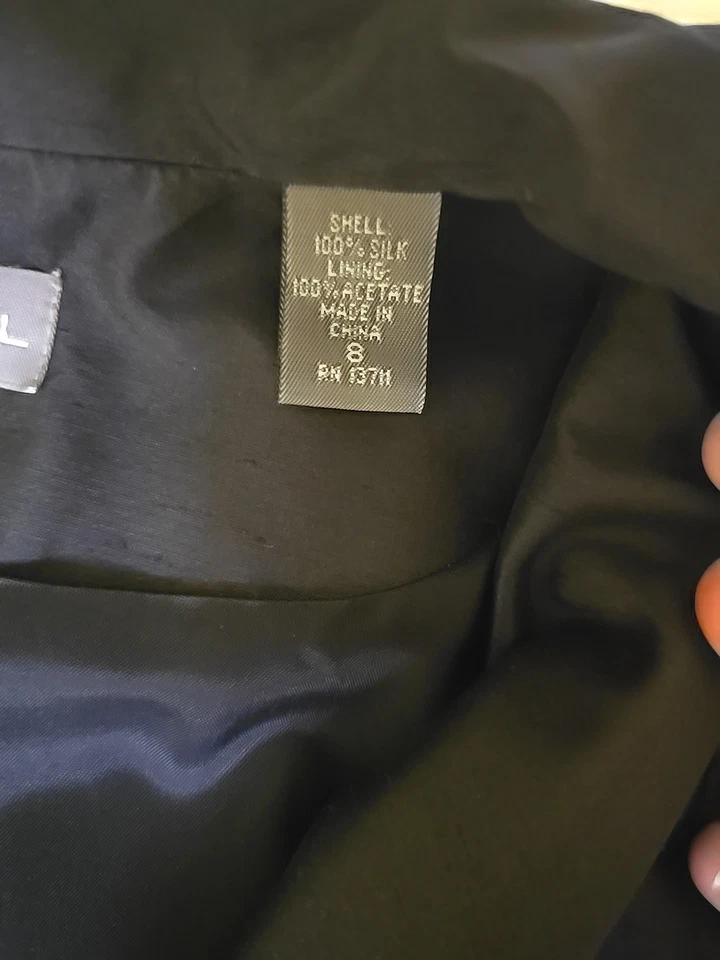 SHELL:
100% SILK
LINING:
100% ACETATE
MADE IN
CHINA
8
RN 13711
L